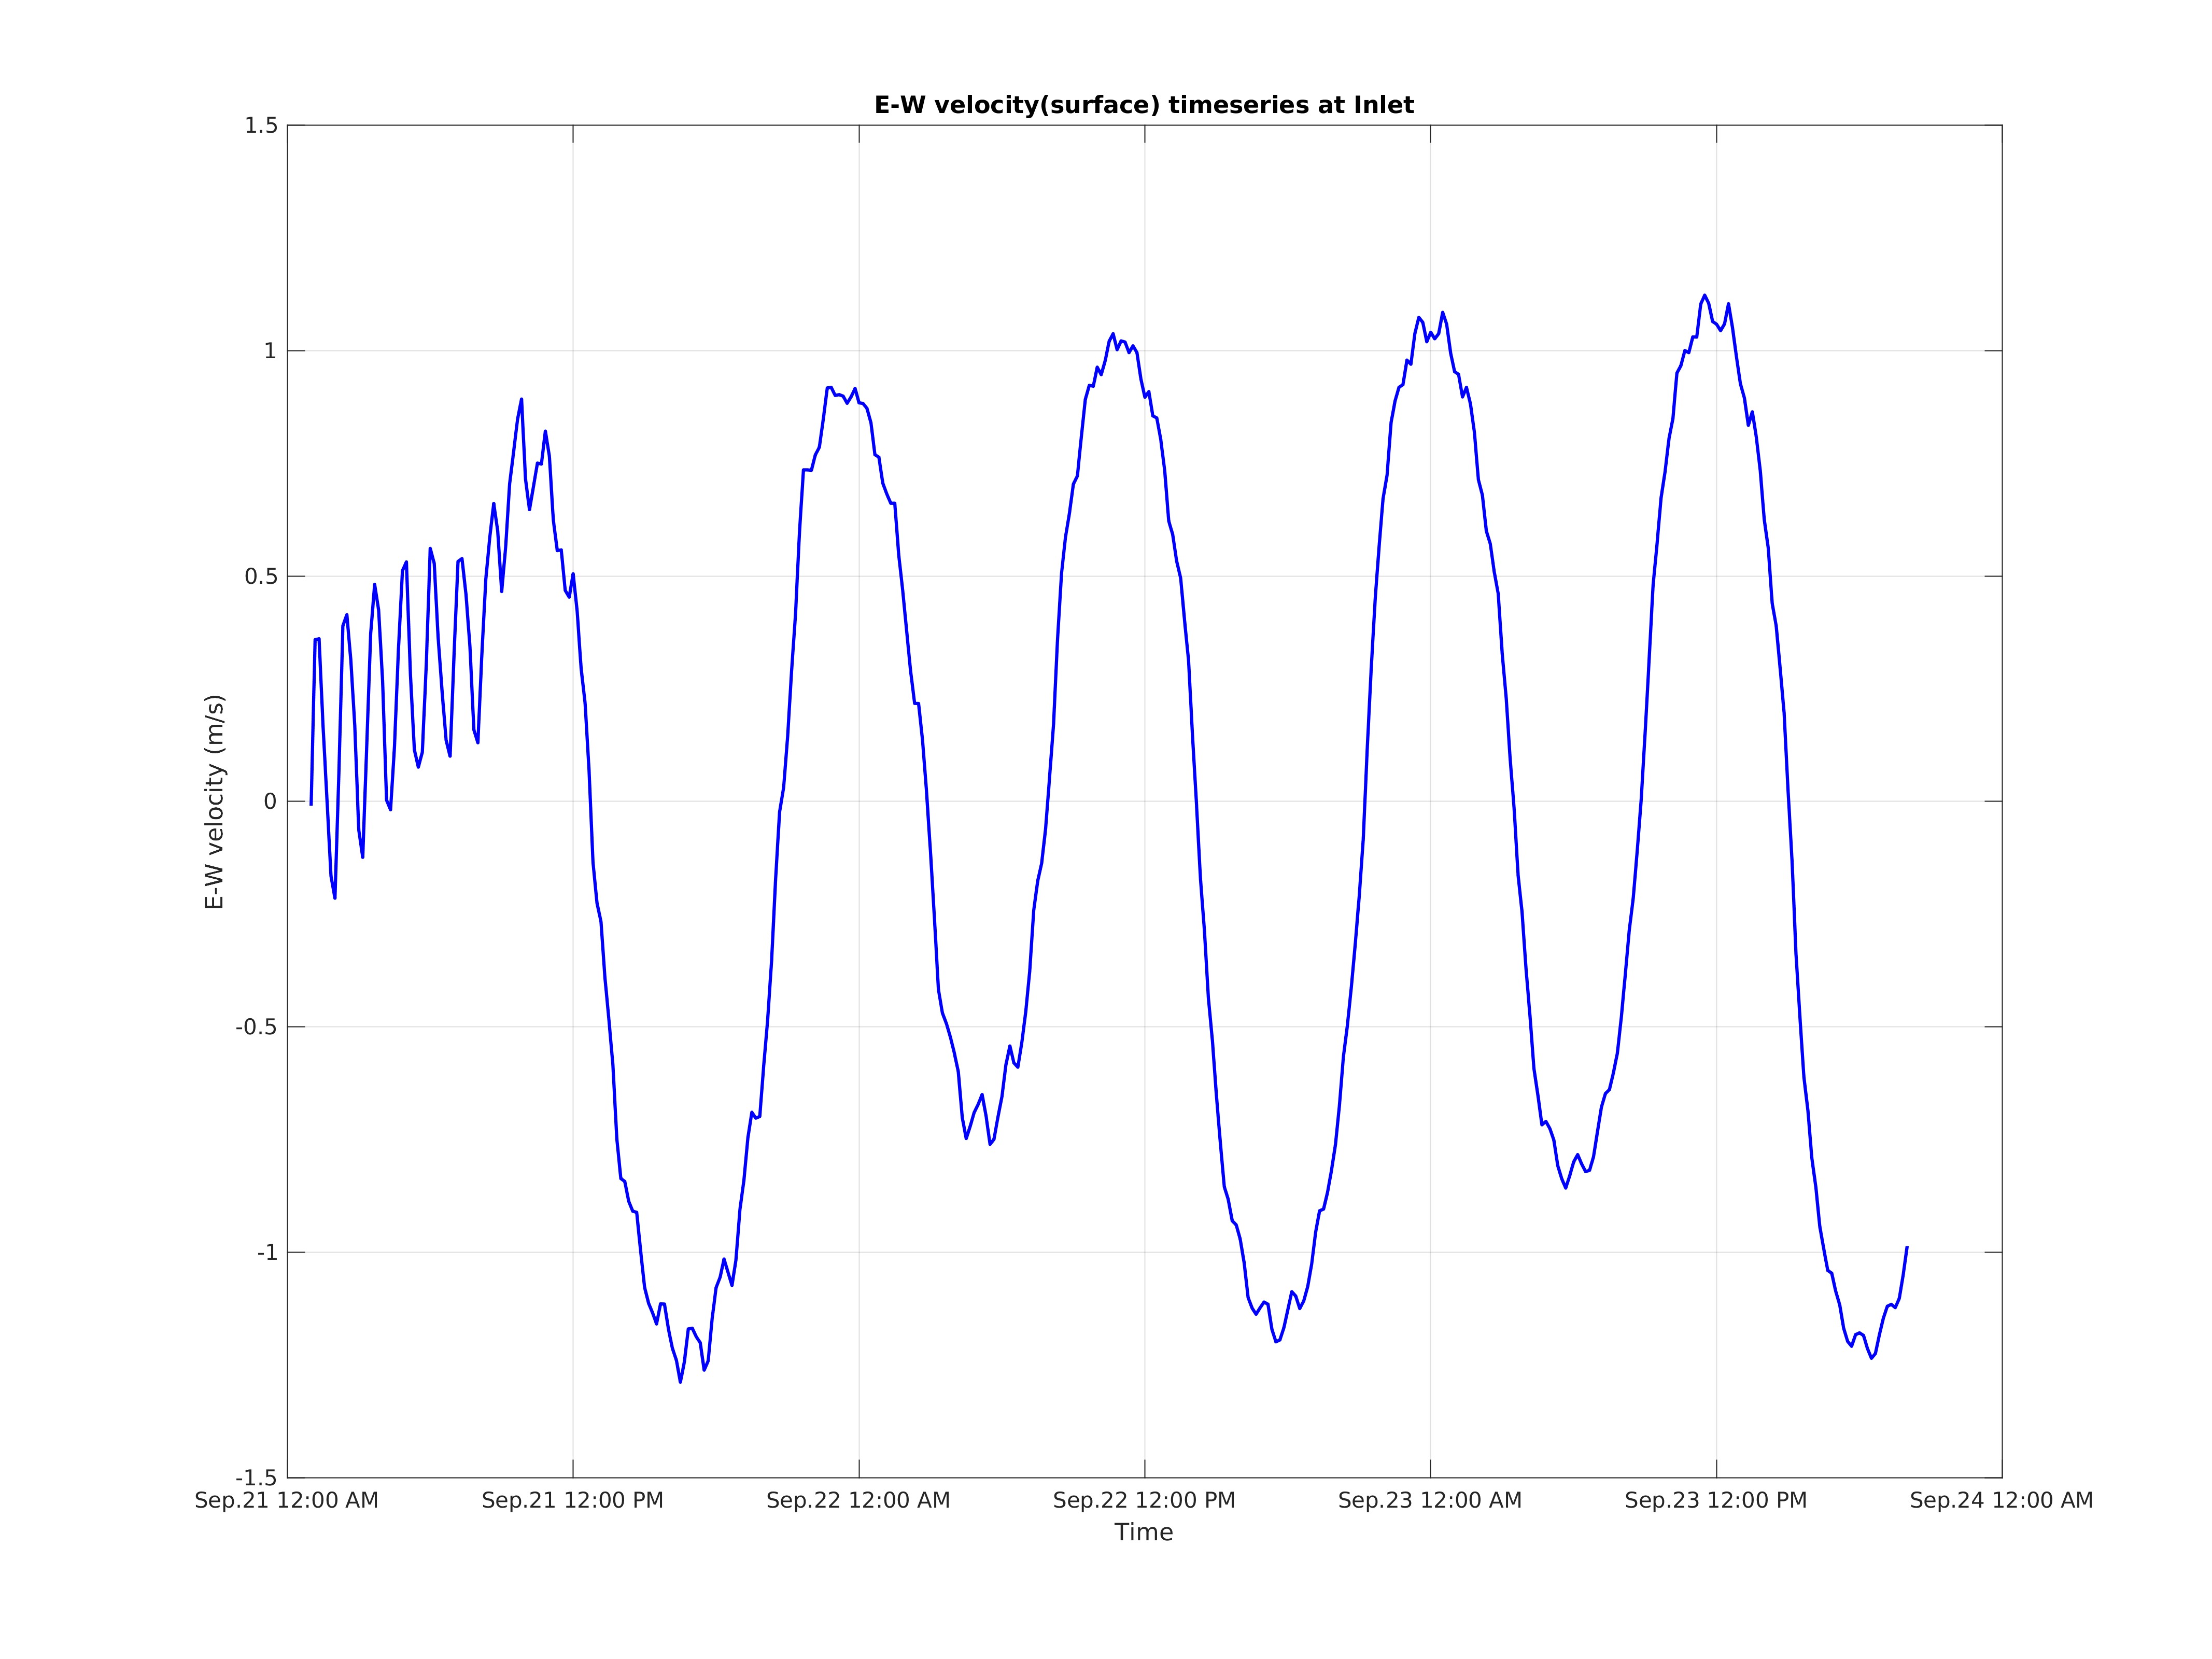 E-W velocity(surface) timeseries at Inlet
1.5
1
0.5
0
-0.5
-1
-1.5
E-W velocity (m/s)
Sep.21 12:00 AM Sep.21 12:00 PM Sep.22 12:00 AM Sep.22 12:00 PM Sep.23 12:00 AM Sep.23 12:00 PM Sep.24 12:00 AM
Time